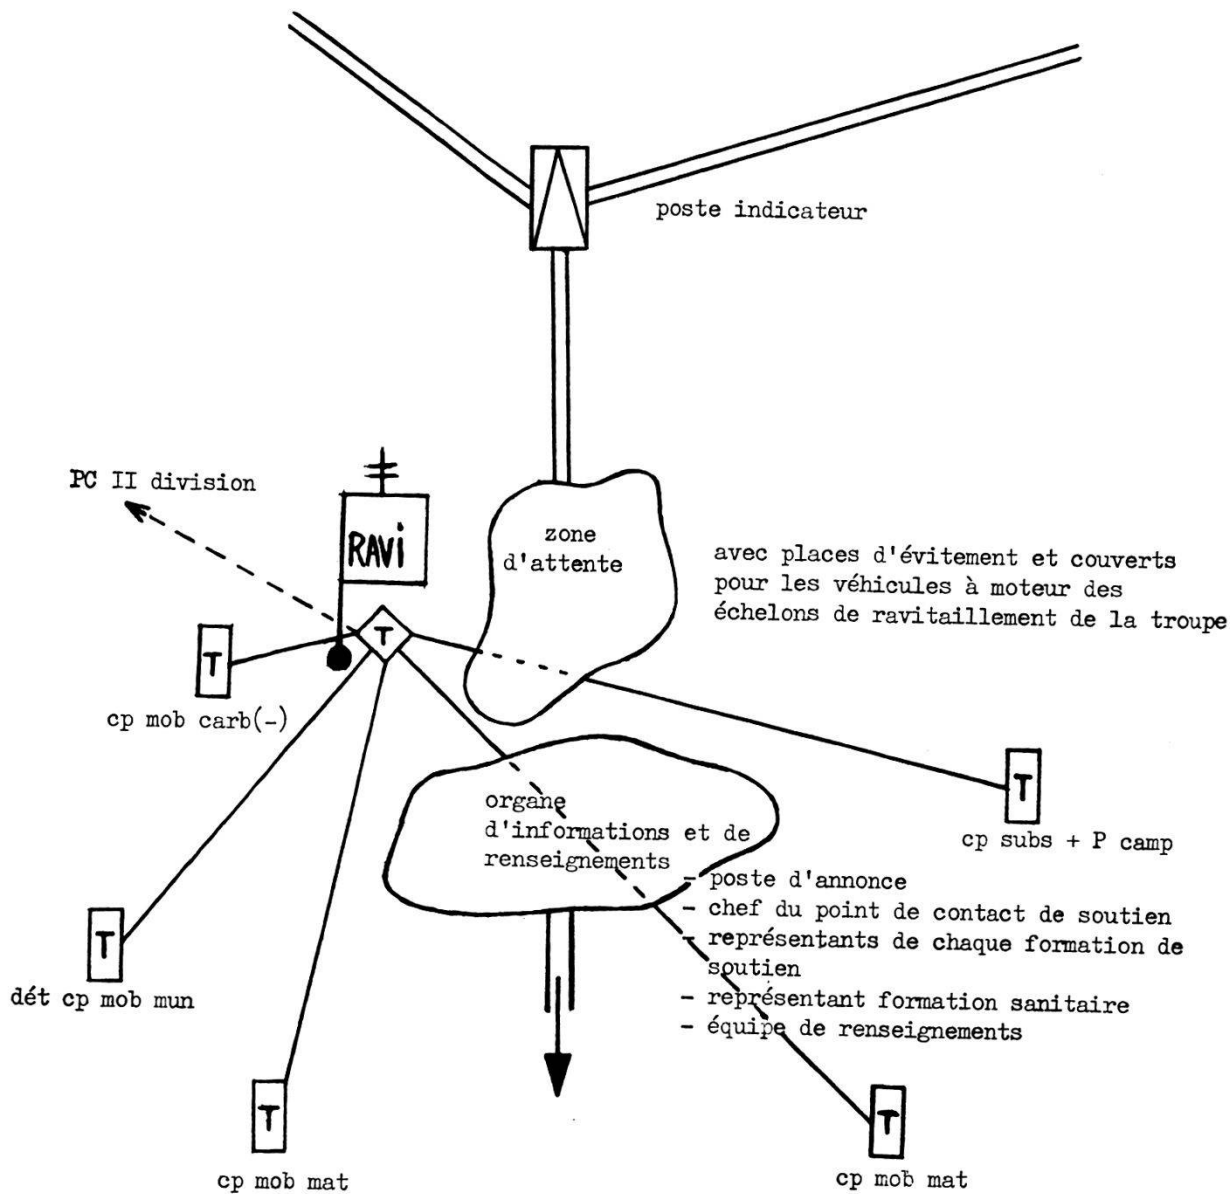 poste indicateur
PC II division
RAVi
zone
d'attente
avec places d'évitement et couverts
pour les véhicules à moteur des
échelons de ravitaillement de la troupe
T
T
cp mob carb(-)
organe
d'informations et de
renseignements
T
cp subs + P camp
- poste d'annonce
- chef du point de contact de soutien
- représentants de chaque formation de
soutien
- représentant formation sanitaire
- équipe de renseignements
T
dét cp mob mun
T
cp mob mat
T
cp mob mat